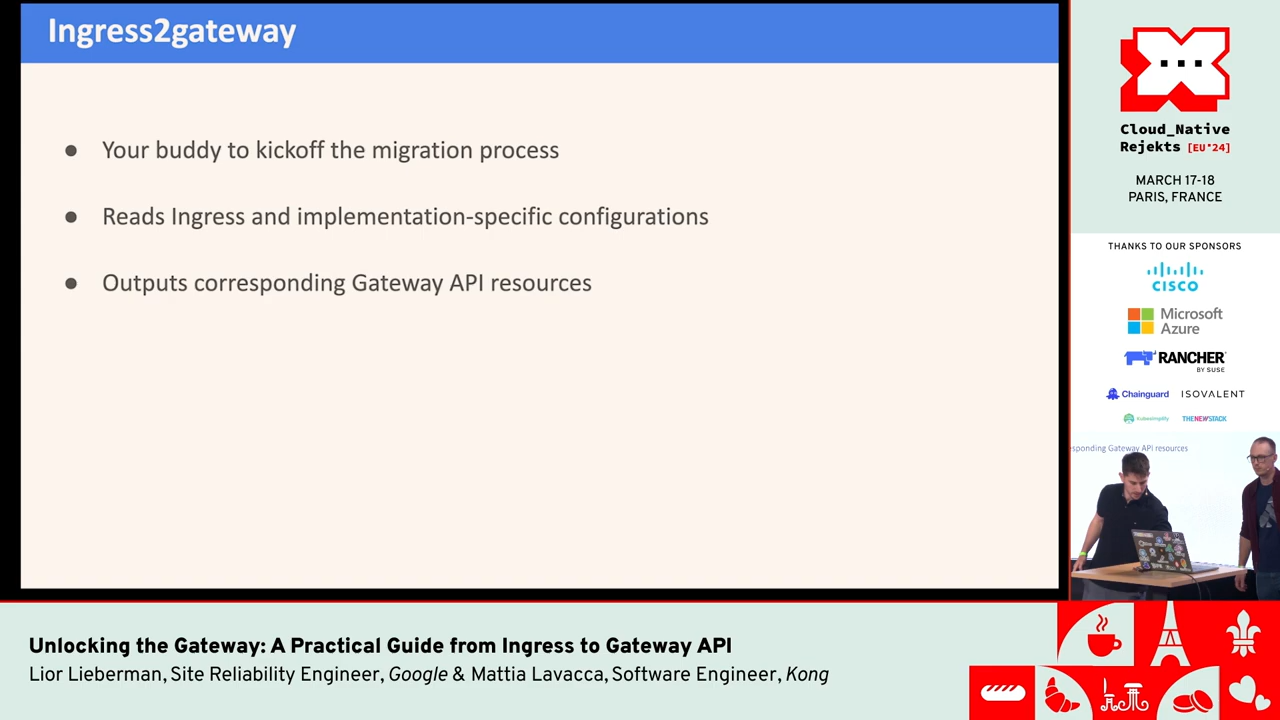 Ingress2gateway
● Your buddy to kickoff the migration process
● Reads Ingress and implementation-specific configurations
● Outputs corresponding Gateway API resources
Cloud_Native
Rejekts [EU'24]
MARCH 17-18
PARIS, FRANCE
THANKS TO OUR SPONSORS
CISCO
Microsoft
Azure
RANCHER
BY SUSE
Chainguard ISOVALENT
kubesimplify THENEWSTACK
sponding Gateway API resources
Unlocking the Gateway: A Practical Guide from Ingress to Gateway API
Lior Lieberman, Site Reliability Engineer, Google & Mattia Lavacca, Software Engineer, Kong